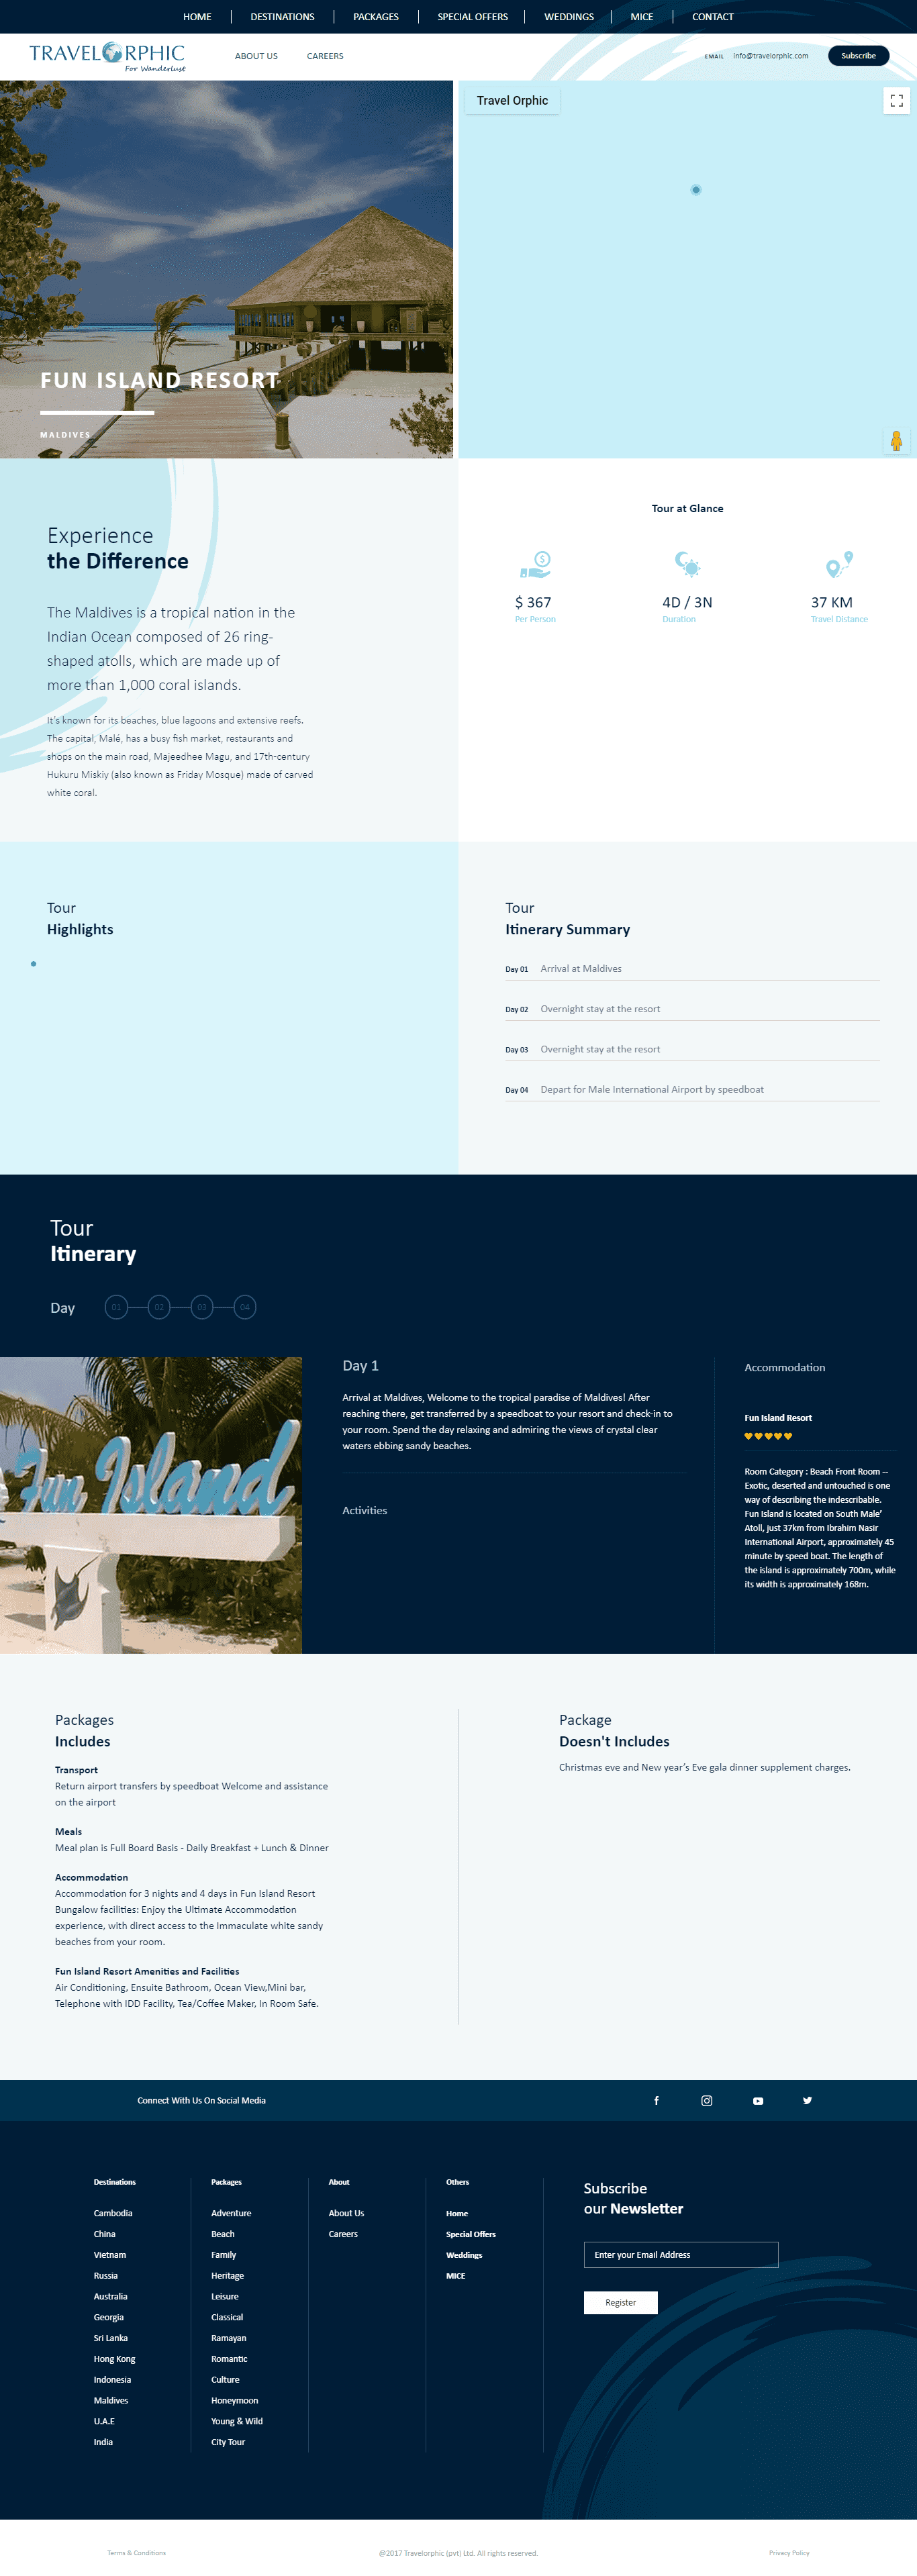 HOME
DESTINATIONS
PACKAGES
SPECIAL OFFERS
WEDDINGS
MICE
CONTACT
TRAVELORPHIC
For Wanderlust
ABOUT US
CAREERS
EMAIL info@travelorphic.com
Subscribe
FUN ISLAND RESORT
MALDIVES
Travel Orphic
Experience
the Difference
The Maldives is a tropical nation in the
Indian Ocean composed of 26 ring-
shaped atolls, which are made up of
more than 1,000 coral islands.
It's known for its beaches, blue lagoons and extensive reefs.
The capital, Malé, has a busy fish market, restaurants and
shops on the main road, Majeedhee Magu, and 17th-century
Hukuru Miskiy (also known as Friday Mosque) made of carved
white coral.
Tour at Glance
$ 367
Per Person
4D / 3N
Duration
37 KM
Travel Distance
Tour
Highlights
Tour
Itinerary Summary
Day 01 Arrival at Maldives
Day 02 Overnight stay at the resort
Day 03 Overnight stay at the resort
Day 04 Depart for Male International Airport by speedboat
Tour
Itinerary
Day 01 02 03 04
Fun Island
Day 1
Arrival at Maldives, Welcome to the tropical paradise of Maldives! After
reaching there, get transferred by a speedboat to your resort and check-in to
your room. Spend the day relaxing and admiring the views of crystal clear
waters ebbing sandy beaches.
Activities
Accommodation
Fun Island Resort
Room Category : Beach Front Room --
Exotic, deserted and untouched is one
way of describing the indescribable.
Fun Island is located on South Male'
Atoll, just 37km from Ibrahim Nasir
International Airport, approximately 45
minute by speed boat. The length of
the island is approximately 700m, while
its width is approximately 168m.
Packages
Includes
Transport
Return airport transfers by speedboat Welcome and assistance
on the airport
Meals
Meal plan is Full Board Basis - Daily Breakfast + Lunch & Dinner
Accommodation
Accommodation for 3 nights and 4 days in Fun Island Resort
Bungalow facilities: Enjoy the Ultimate Accommodation
experience, with direct access to the Immaculate white sandy
beaches from your room.
Fun Island Resort Amenities and Facilities
Air Conditioning, Ensuite Bathroom, Ocean View,Mini bar,
Telephone with IDD Facility, Tea/Coffee Maker, In Room Safe.
Package
Doesn't Includes
Christmas eve and New year's Eve gala dinner supplement charges.
Connect With Us On Social Media
Destinations
Cambodia
China
Vietnam
Russia
Australia
Georgia
Sri Lanka
Hong Kong
Indonesia
Maldives
U.A.E
India
Packages
Adventure
Beach
Family
Heritage
Leisure
Classical
Ramayan
Romantic
Culture
Honeymoon
Young & Wild
City Tour
About
About Us
Careers
Others
Home
Special Offers
Weddings
MICE
Subscribe
our Newsletter
Enter your Email Address
Register
Terms & Conditions
@2017 Travelorphic (pvt) Ltd. All rights reserved.
Privacy Policy